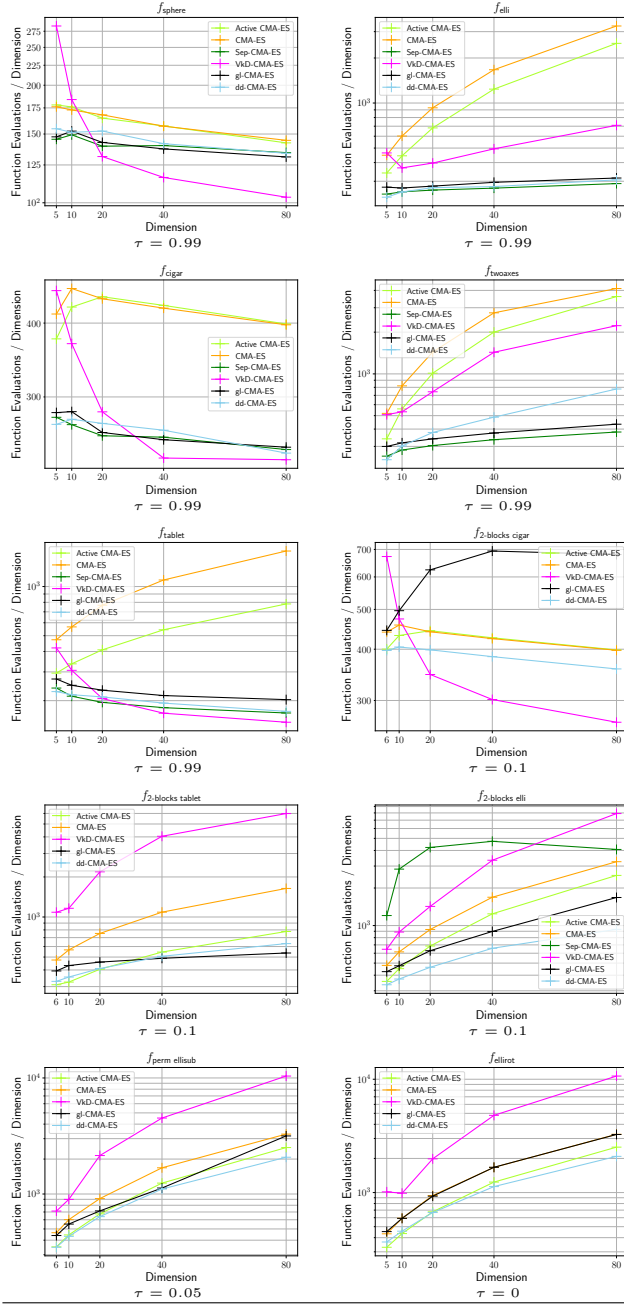 f_sphere
Function Evaluations / Dimension
275
250
225
200
175
150
125
10²
5 10 20 40 80
Dimension
Active CMA-ES
CMA-ES
Sep-CMA-ES
VkD-CMA-ES
gl-CMA-ES
dd-CMA-ES
τ = 0.99
f_elli
Function Evaluations / Dimension
10³
5 10 20 40 80
Dimension
Active CMA-ES
CMA-ES
Sep-CMA-ES
VkD-CMA-ES
gl-CMA-ES
dd-CMA-ES
τ = 0.99
f_cigar
Function Evaluations / Dimension
400
300
5 10 20 40 80
Dimension
Active CMA-ES
CMA-ES
Sep-CMA-ES
VkD-CMA-ES
gl-CMA-ES
dd-CMA-ES
τ = 0.99
f_twoaxes
Function Evaluations / Dimension
10³
5 10 20 40 80
Dimension
Active CMA-ES
CMA-ES
Sep-CMA-ES
VkD-CMA-ES
gl-CMA-ES
dd-CMA-ES
τ = 0.99
f_tablet
Function Evaluations / Dimension
10³
5 10 20 40 80
Dimension
Active CMA-ES
CMA-ES
Sep-CMA-ES
VkD-CMA-ES
gl-CMA-ES
dd-CMA-ES
τ = 0.99
f_2-blocks cigar
Function Evaluations / Dimension
700
600
500
400
300
6 10 20 40 80
Dimension
Active CMA-ES
CMA-ES
VkD-CMA-ES
gl-CMA-ES
dd-CMA-ES
τ = 0.1
f_2-blocks tablet
Function Evaluations / Dimension
10³
6 10 20 40 80
Dimension
Active CMA-ES
CMA-ES
VkD-CMA-ES
gl-CMA-ES
dd-CMA-ES
τ = 0.1
f_2-blocks elli
Function Evaluations / Dimension
10³
6 10 20 40 80
Dimension
Active CMA-ES
CMA-ES
Sep-CMA-ES
VkD-CMA-ES
gl-CMA-ES
dd-CMA-ES
τ = 0.1
f_perm ellisub
Function Evaluations / Dimension
10⁴
10³
6 10 20 40 80
Dimension
Active CMA-ES
CMA-ES
VkD-CMA-ES
gl-CMA-ES
dd-CMA-ES
τ = 0.05
f_ellirot
Function Evaluations / Dimension
10⁴
10³
6 10 20 40 80
Dimension
Active CMA-ES
CMA-ES
VkD-CMA-ES
gl-CMA-ES
dd-CMA-ES
τ = 0